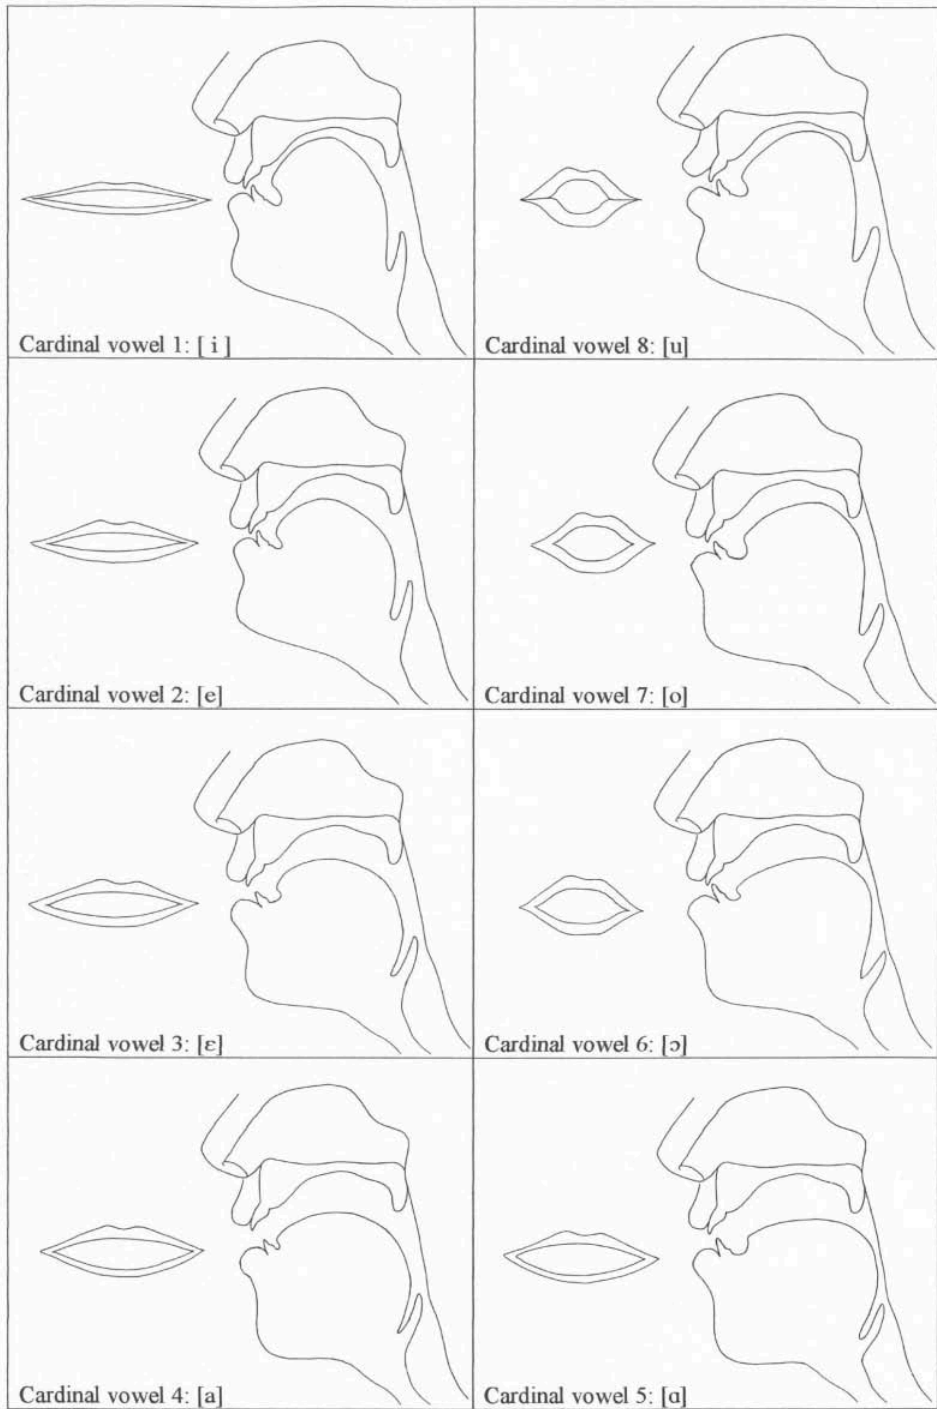 Cardinal vowel 1: [ i ]
Cardinal vowel 8: [u]
Cardinal vowel 2: [e]
Cardinal vowel 7: [o]
Cardinal vowel 3: [ɛ]
Cardinal vowel 6: [ɔ]
Cardinal vowel 4: [a]
Cardinal vowel 5: [ɑ]